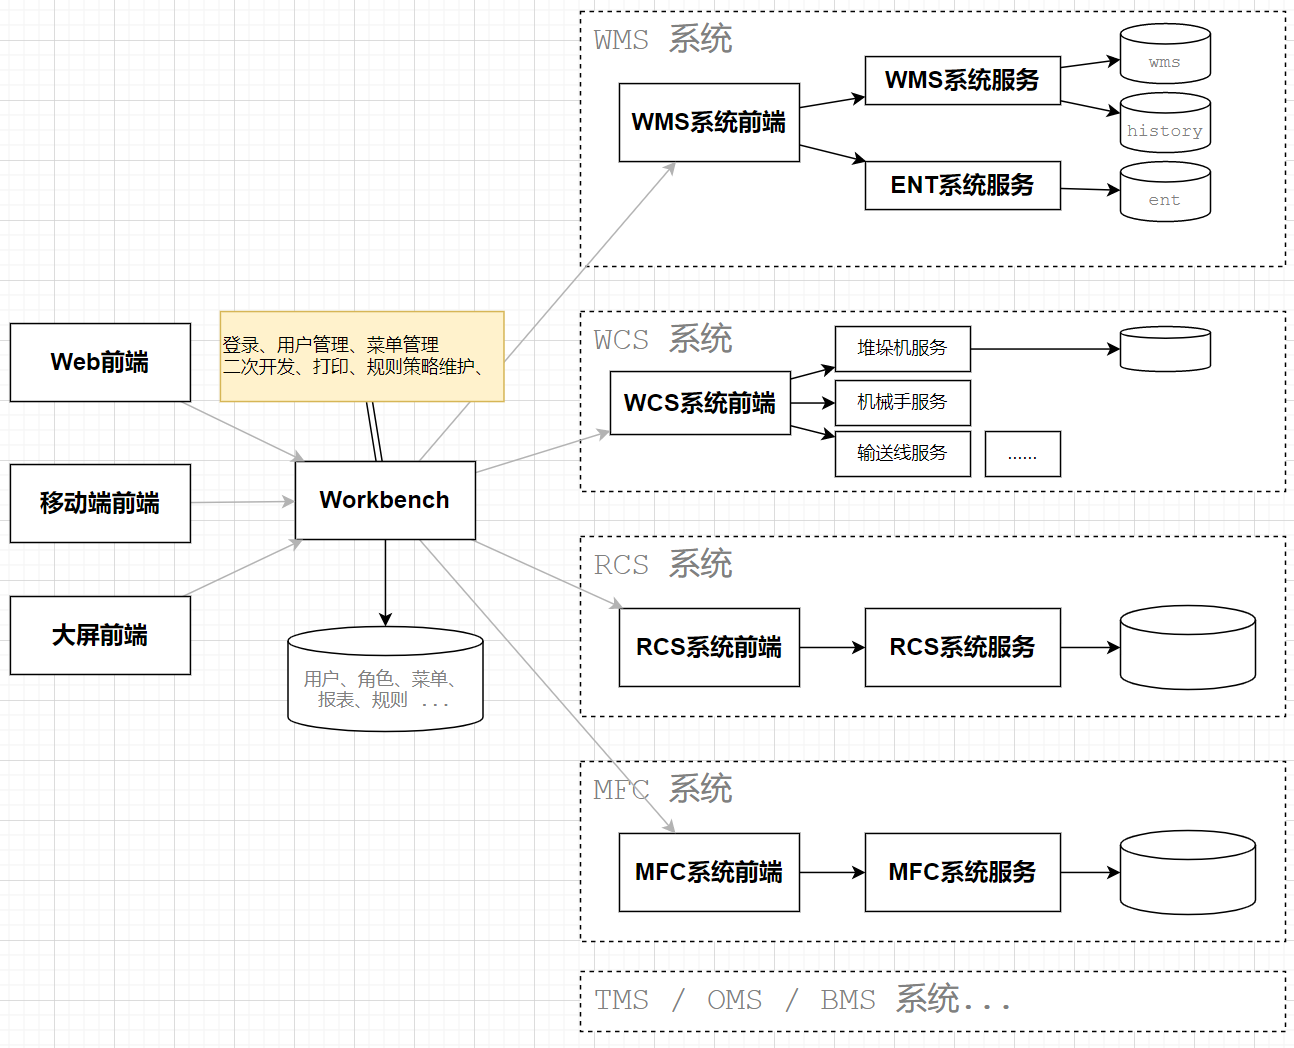 WMS 系统
WMS系统前端
WMS系统服务
ENT系统服务
wms
history
ent
WCS 系统
WCS系统前端
堆垛机服务
机械手服务
输送线服务
......
Web前端
移动端前端
大屏前端
登录、用户管理、菜单管理
二次开发、打印、规则策略维护、
Workbench
用户、角色、菜单、
报表、规则 ...
RCS 系统
RCS系统前端
RCS系统服务
MFC 系统
MFC系统前端
MFC系统服务
TMS / OMS / BMS 系统...